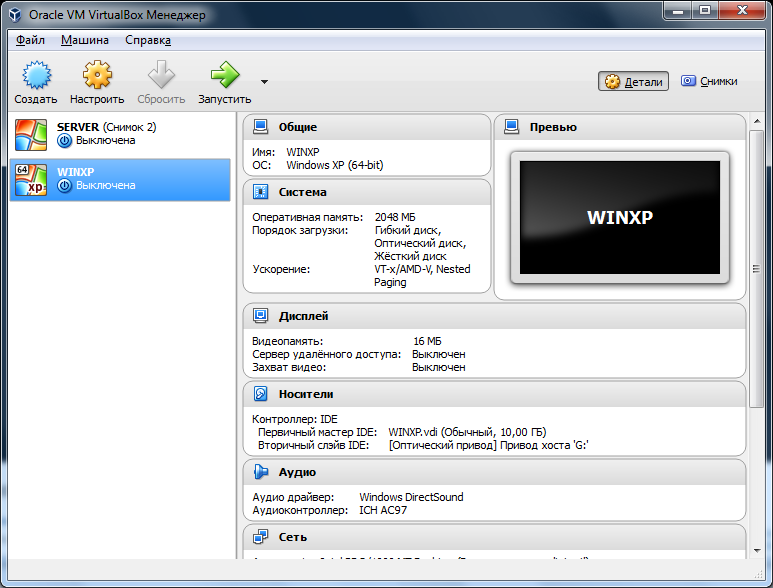 Oracle VM VirtualBox Менеджер
Файл Машина Справка
Создать Настроить Сбросить Запустить Детали Снимки
SERVER (Снимок 2)
Выключена
64 xp WINXP
Выключена
Общие
Имя: WINXP
ОС: Windows XP (64-bit)
Превью
WINXP
Система
Оперативная память: 2048 МБ
Порядок загрузки: Гибкий диск,
Оптический диск,
Жёсткий диск
Ускорение: VT-x/AMD-V, Nested
Paging
Дисплей
Видеопамять: 16 МБ
Сервер удалённого доступа: Выключен
Захват видео: Выключен
Носители
Контроллер: IDE
Первичный мастер IDE: WINXP.vdi (Обычный, 10,00 ГБ)
Вторичный слэйв IDE: [Оптический привод] Привод хоста 'G:'
Аудио
Аудио драйвер: Windows DirectSound
Аудиоконтроллер: ICH AC97
Сеть